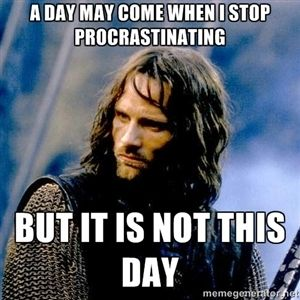 A DAY MAY COME WHEN I STOP
PROCRASTINATING
BUT IT IS NOT THIS
DAY
memegenerator.net